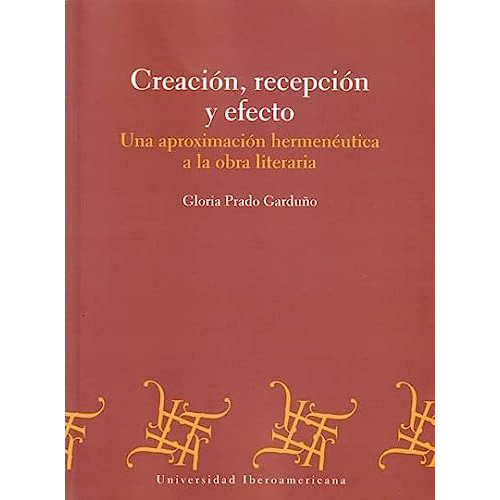 Creación, recepción
y efecto
Una aproximación hermenéutica
a la obra literaria
Gloria Prado Garduño
Universidad Iberoamericana